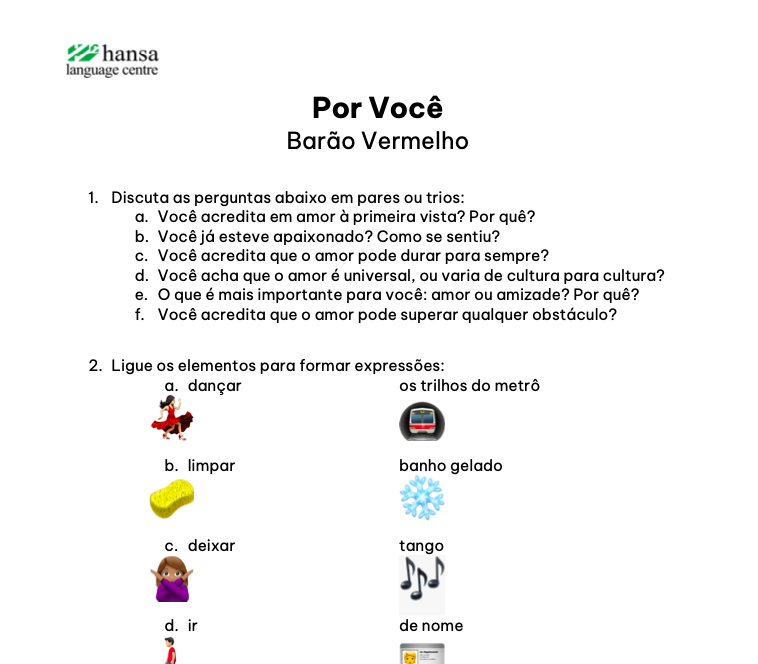 hansa
language centre
Por Você
Barão Vermelho
1. Discuta as perguntas abaixo em pares ou trios:
a. Você acredita em amor à primeira vista? Por quê?
b. Você já esteve apaixonado? Como se sentiu?
c. Você acredita que o amor pode durar para sempre?
d. Você acha que o amor é universal, ou varia de cultura para cultura?
e. O que é mais importante para você: amor ou amizade? Por quê?
f. Você acredita que o amor pode superar qualquer obstáculo?
2. Ligue os elementos para formar expressões:
a. dançar os trilhos do metrô
b. limpar banho gelado
c. deixar tango
d. ir de nome